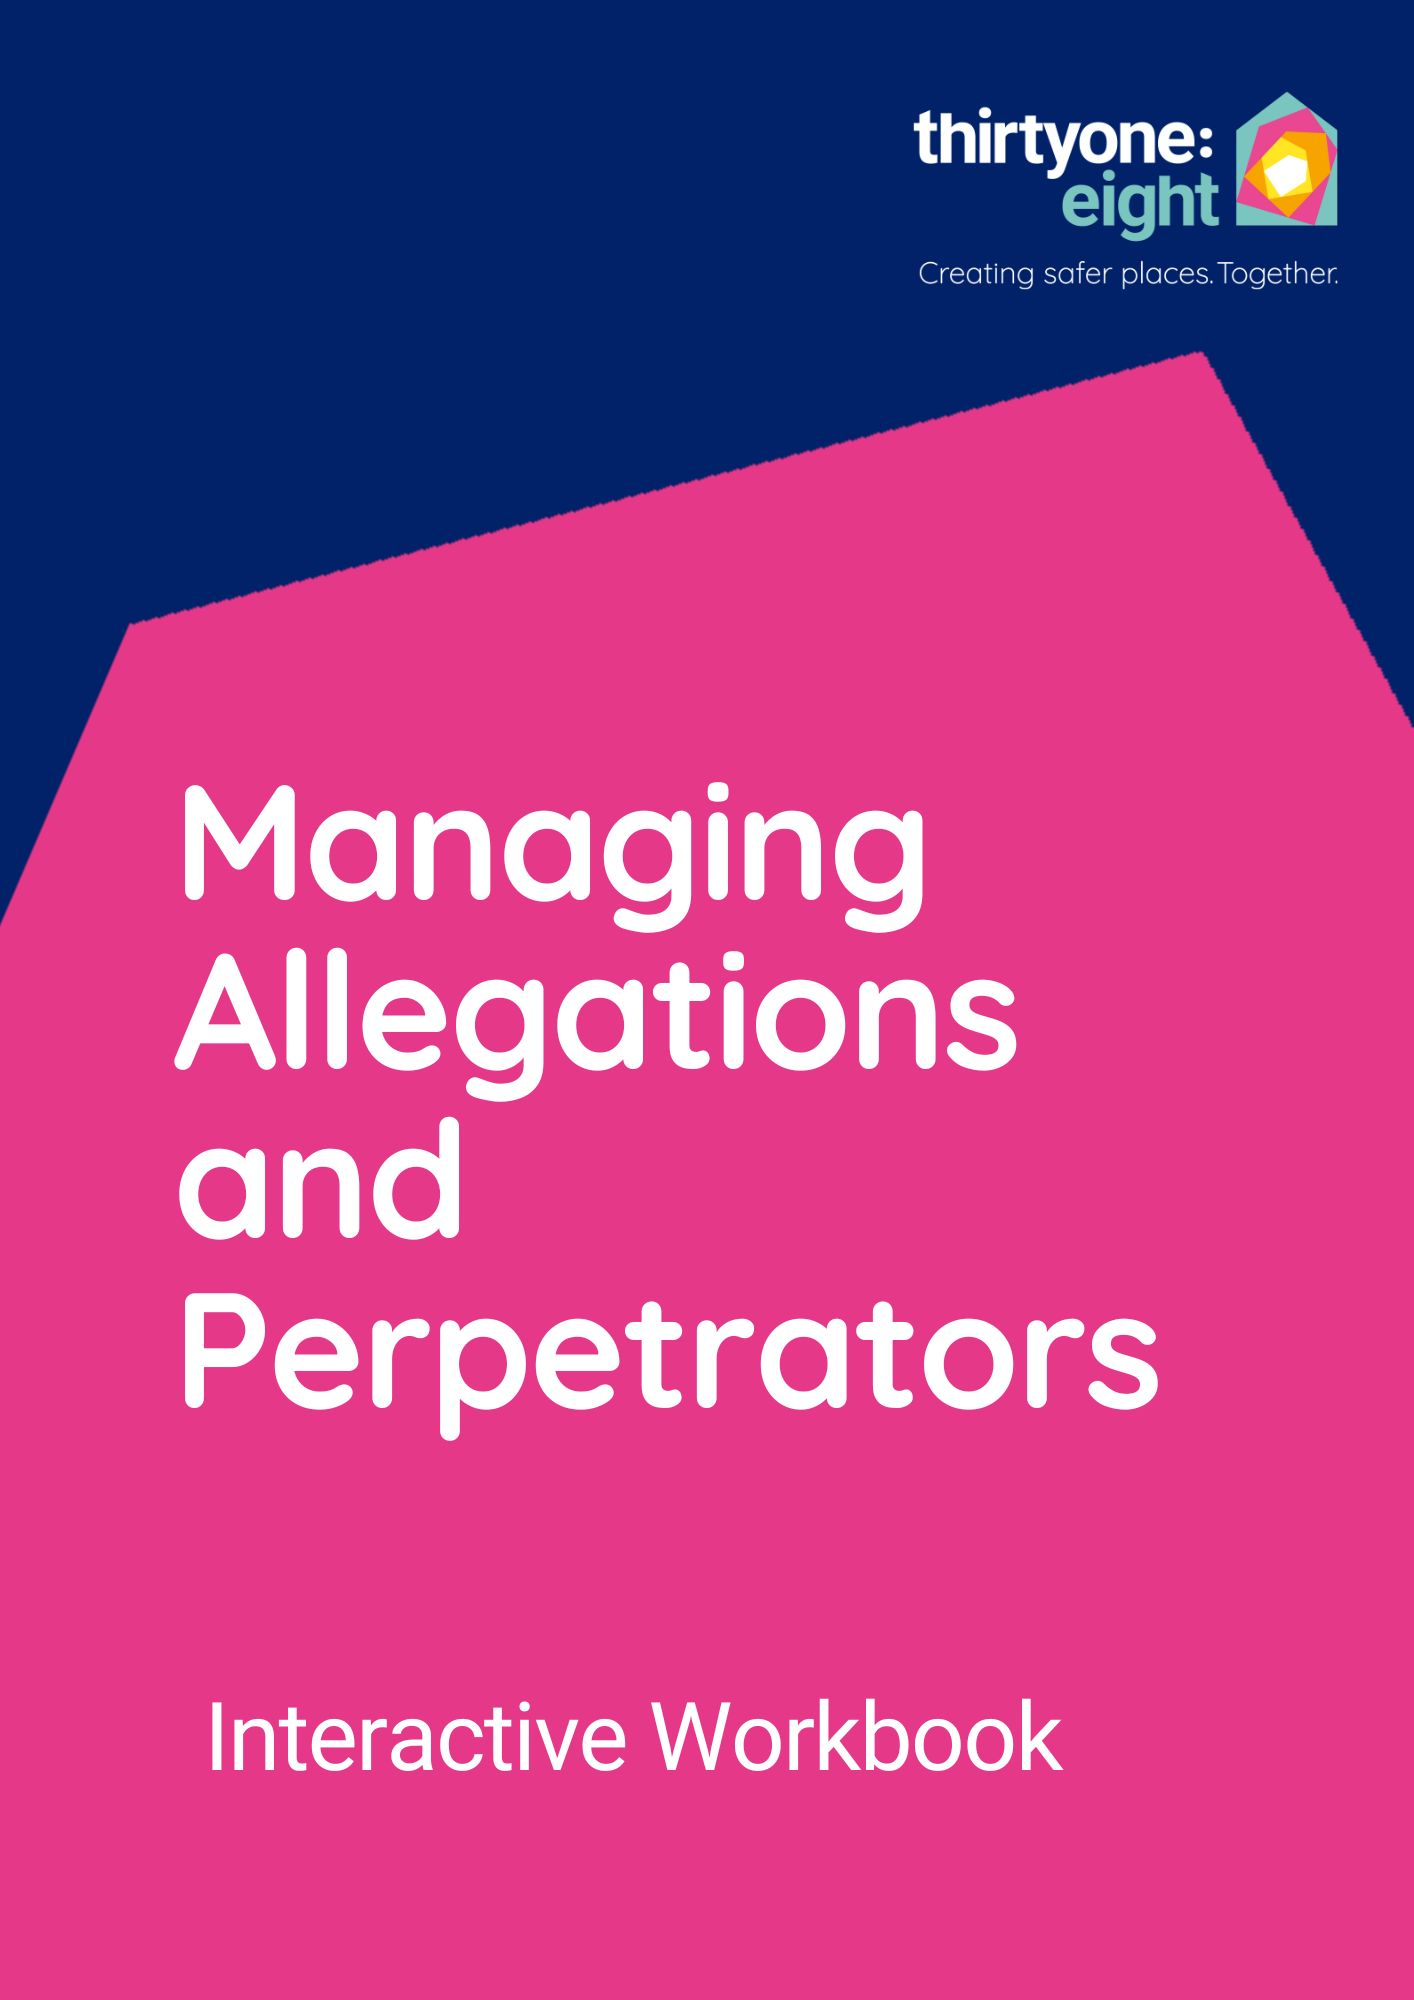 thirtyone:
eight
Creating safer places.Together.
Managing
Allegations
and
Perpetrators
Interactive Workbook